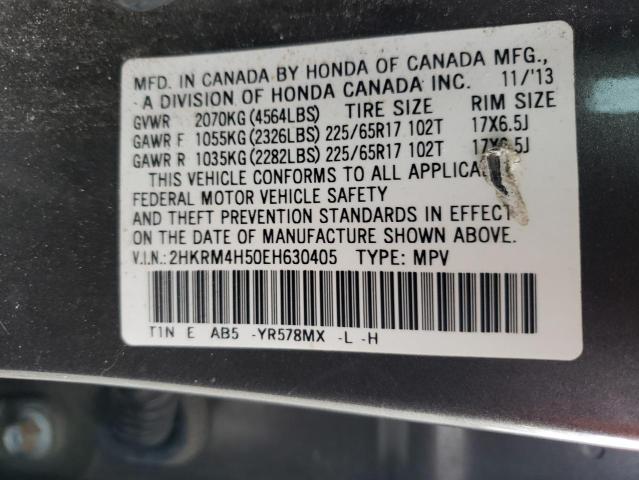 MFD. IN CANADA BY HONDA OF CANADA MFG.,
A DIVISION OF HONDA CANADA INC. 11/'13
GVWR 2070KG (4564LBS) TIRE SIZE RIM SIZE
GAWR F 1055KG (2326LBS) 225/65R17 102T 17X6.5J
GAWR R 1035KG (2282LBS) 225/65R17 102T 17X6.5J
THIS VEHICLE CONFORMS TO ALL
FEDERAL MOTOR VEHICLE SAFETY
AND THEFT PREVENTION STANDARDS IN EFFECT
ON THE DATE OF MANUFACTURE SHOWN ABOVE.
V.I.N.: 2HKRM4H50EH630405 TYPE: MPV
T1N E AB5 -YR578MX -L -H